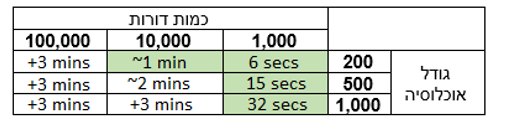 כמות דורות
100,000 10,000 1,000
+3 mins ~1 min 6 secs 200
+3 mins ~2 mins 15 secs 500
+3 mins +3 mins 32 secs 1,000
גודל
אוכלוסיה